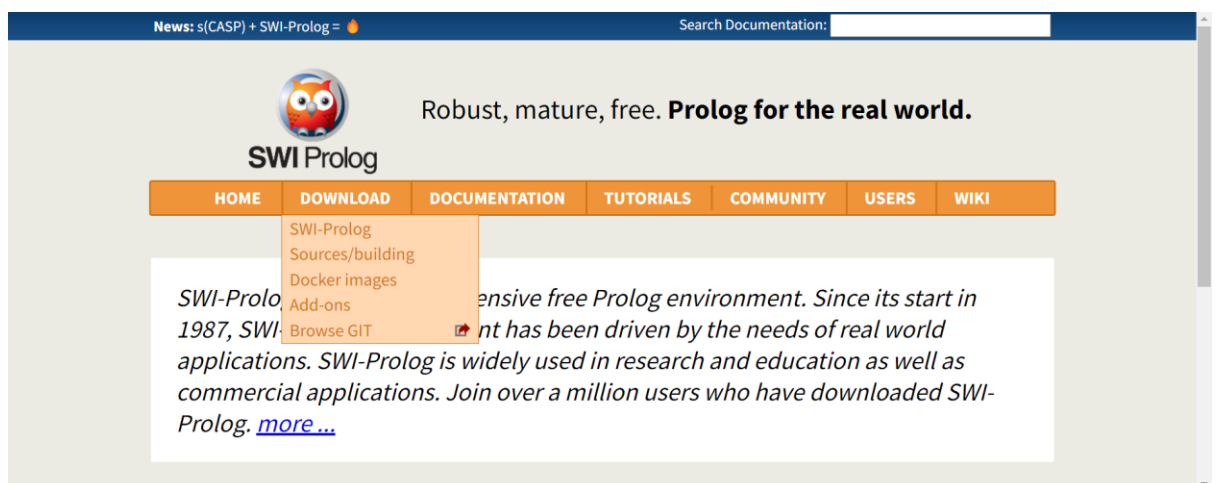 News: s(CASP) + SWI-Prolog = 🔥
Search Documentation:
SWI Prolog
Robust, mature, free. Prolog for the real world.
HOME DOWNLOAD DOCUMENTATION TUTORIALS COMMUNITY USERS WIKI
SWI-Prolog
Sources/building
Docker images
Add-ons
Browse GIT
SWI-Prolo ensive free Prolog environment. Since its start in
1987, SWI- nt has been driven by the needs of real world
applications. SWI-Prolog is widely used in research and education as well as
commercial applications. Join over a million users who have downloaded SWI-
Prolog. more ...